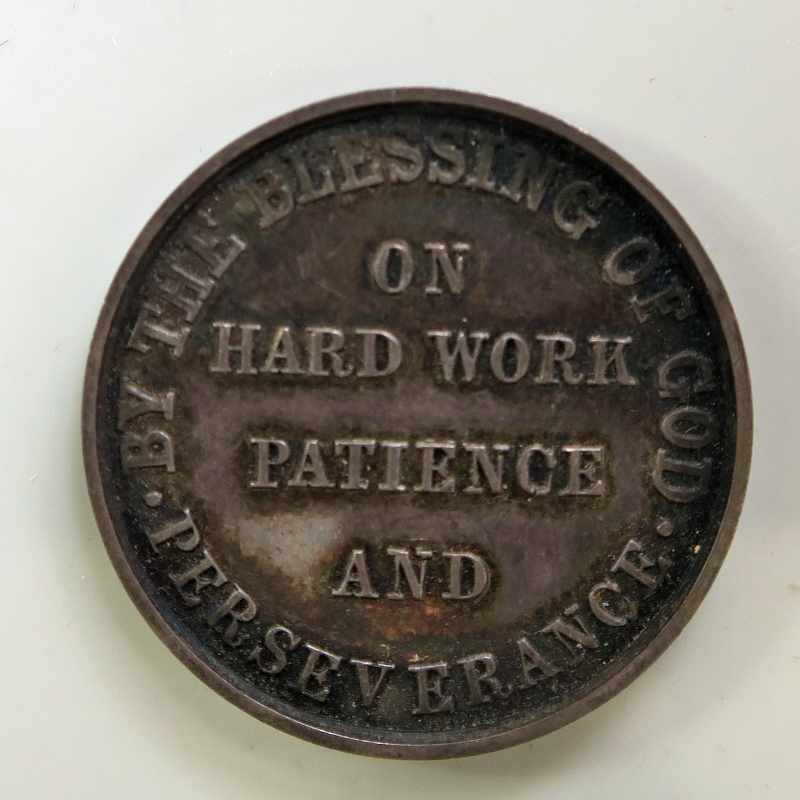 · BY THE BLESSING OF GOD ·
ON
HARD WORK
PATIENCE
AND
PERSEVERANCE